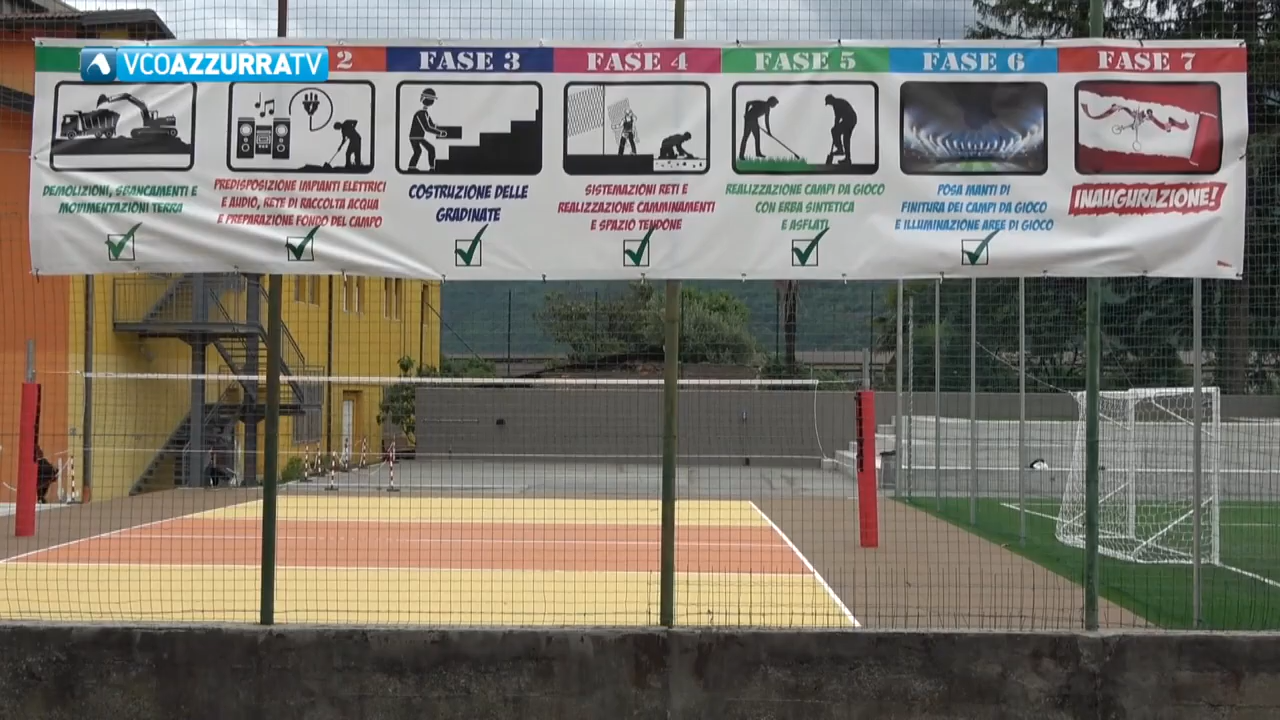 VCOAZZURRATV
2
FASE 3
FASE 4
FASE 5
FASE 6
FASE 7
DEMOLIZIONI, SBANCAMENTI E
MOVIMENTAZIONI TERRA
PREDISPOSIZIONE IMPIANTI ELETTRICI
E AUDIO, RETE DI RACCOLTA ACQUA
E PREPARAZIONE FONDO DEL CAMPO
COSTRUZIONE DELLE
GRADINATE
SISTEMAZIONI RETI E
REALIZZAZIONE CAMMINAMENTI
E SPAZIO TENDONE
REALIZZAZIONE CAMPI DA GIOCO
CON ERBA SINTETICA
E ASFLATI
POSA MANTI DI
FINITURA DEI CAMPI DA GIOCO
E ILLUMINAZIONE AREE DI GIOCO
INAUGURAZIONE!